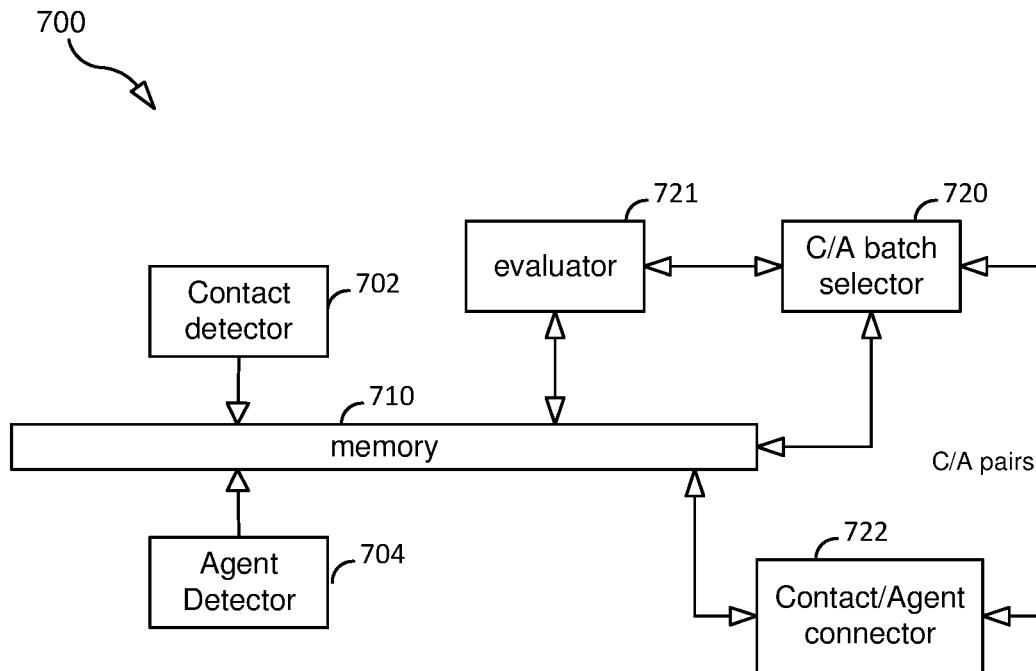 700
721
720
evaluator
C/A batch
selector
702
Contact
detector
710
memory
C/A pairs
704
Agent
Detector
722
Contact/Agent
connector